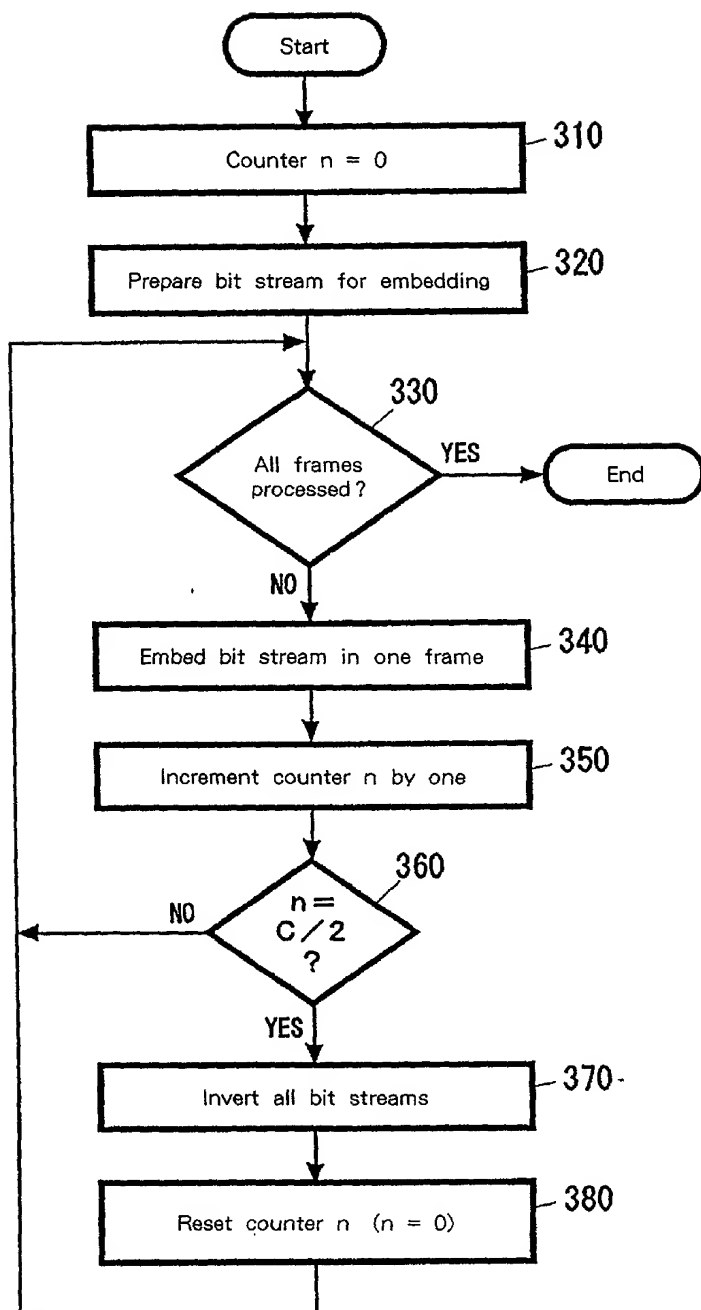 Start
310
Counter n = 0
320
Prepare bit stream for embedding
330
All frames
processed?
YES
End
NO
340
Embed bit stream in one frame
350
Increment counter n by one
360
n =
C/2
?
NO
YES
370
Invert all bit streams
380
Reset counter n (n = 0)